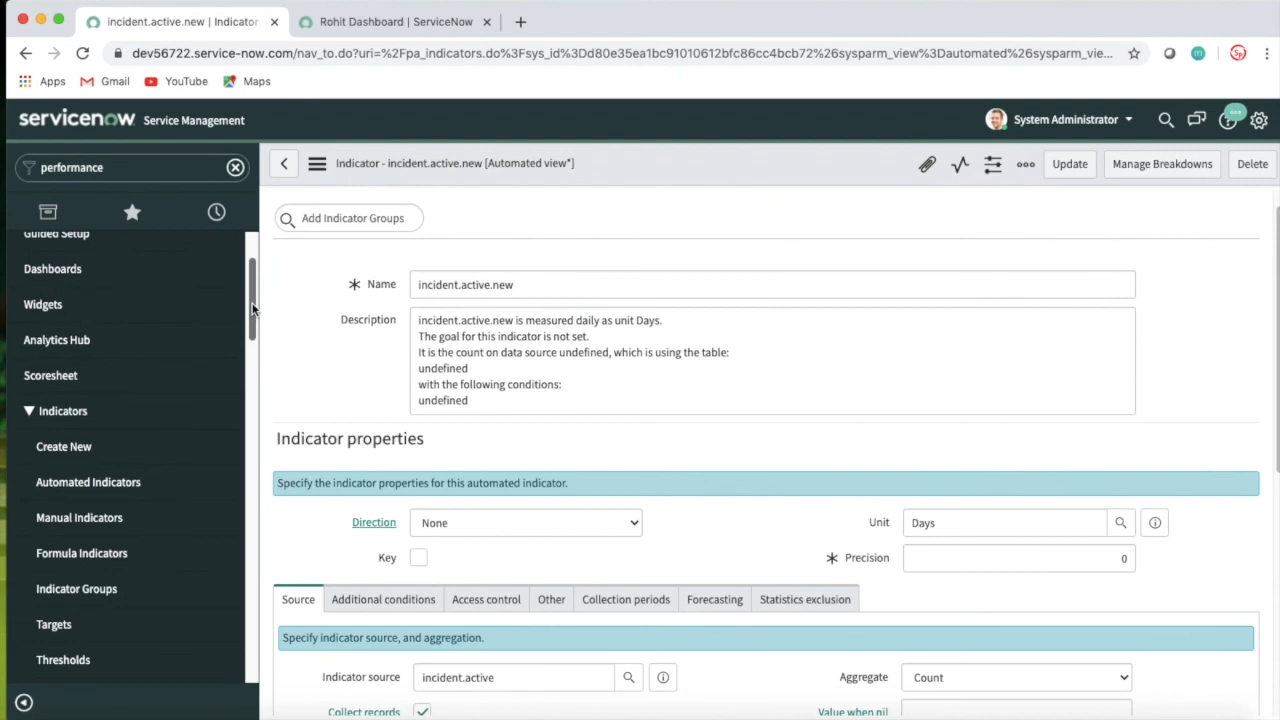 incident.active.new | Indicator
Rohit Dashboard | ServiceNow
dev56722.service-now.com/nav_to.do?uri=%2Fpa_indicators.do%3Fsys_id%3Dd80e35ea1bc91010612bfc86cc4bcb72%26sysparm_view%3Dautomated%26sysparm_vie...
Apps
Gmail
YouTube
Maps
servicenow Service Management
System Administrator
performance
Indicator - incident.active.new [Automated view*]
Update
Manage Breakdowns
Delete
Guided Setup
Dashboards
Widgets
Analytics Hub
Scoresheet
Indicators
Create New
Automated Indicators
Manual Indicators
Formula Indicators
Indicator Groups
Targets
Thresholds
Add Indicator Groups
Name
incident.active.new
Description
incident.active.new is measured daily as unit Days.
The goal for this indicator is not set.
It is the count on data source undefined, which is using the table:
undefined
with the following conditions:
undefined
Indicator properties
Specify the indicator properties for this automated indicator.
Direction
None
Unit
Days
Key
Precision
0
Source
Additional conditions
Access control
Other
Collection periods
Forecasting
Statistics exclusion
Specify indicator source, and aggregation.
Indicator source
incident.active
Aggregate
Count
Collect records
Value when nil